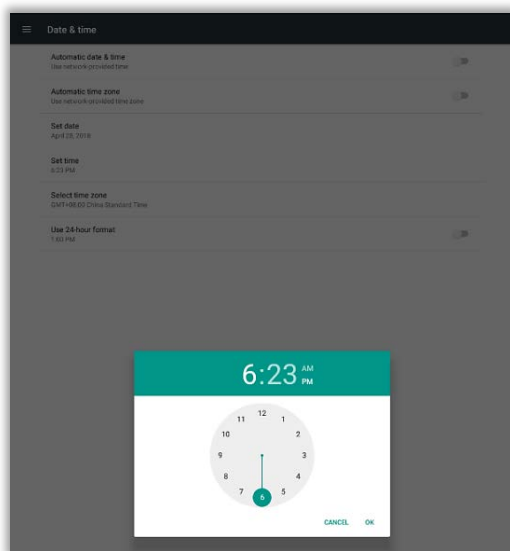 Date & time
Automatic date & time
Use network-provided time
Automatic time zone
Use network-provided time zone
Set date
April 28, 2018
Set time
6:23 PM
Select time zone
GMT+08:00 China Standard Time
Use 24-hour format
1:00 PM
6:23 AM
PM
12
11 1
10 2
9 3
8 4
7 5
6
CANCEL OK